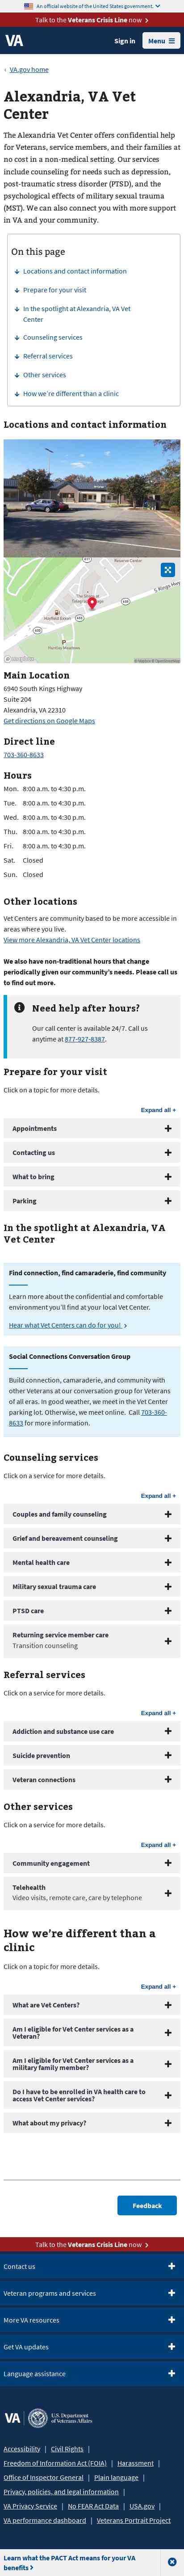 An official website of the United States government.
Talk to the Veterans Crisis Line now
VA
Sign in
Menu
VA.gov home
Alexandria, VA Vet
Center
The Alexandria Vet Center offers confidential help for Veterans, service members, and their families at no cost in a non-medical setting. Our services include counseling for needs such as depression, post-traumatic stress disorder (PTSD), and the psychological effects of military sexual trauma (MST). We can also connect you with more support in VA and your community.
On this page
Locations and contact information
Prepare for your visit
In the spotlight at Alexandria, VA Vet
Center
Counseling services
Referral services
Other services
How we're different than a clinic
Locations and contact information
mapbox
Main Location
6940 South Kings Highway
Suite 204
Alexandria, VA 22310
Get directions on Google Maps
Direct line
703-360-8633
Hours
Mon. 8:00 a.m. to 4:30 p.m.
Tue. 8:00 a.m. to 4:30 p.m.
Wed. 8:00 a.m. to 4:30 p.m.
Thu. 8:00 a.m. to 4:30 p.m.
Fri. 8:00 a.m. to 4:30 p.m.
Sat. Closed
Sun. Closed
Other locations
Vet Centers are community based to be more accessible in
areas where you live.
View more Alexandria, VA Vet Center locations
We also have non-traditional hours that change
periodically given our community's needs. Please call us
to find out more.
Need help after hours?
Our call center is available 24/7. Call us
anytime at 877-927-8387.
Prepare for your visit
Click on a topic for more details.
Expand all +
Appointments
Contacting us
What to bring
Parking
In the spotlight at Alexandria, VA
Vet Center
Find connection, find camaraderie, find community
Learn more about the confidential and comfortable
environment you'll find at your local Vet Center.
Hear what Vet Centers can do for you!
Social Connections Conversation Group
Build connection, camaraderie, and community with
other Veterans at our conversation group for veterans of
all eras. In good weather, we meet in the Vet Center
parking lot. Otherwise, we meet online. Call 703-360-
8633 for more information.
Counseling services
Click on a service for more details.
Expand all +
Couples and family counseling
Grief and bereavement counseling
Mental health care
Military sexual trauma care
PTSD care
Returning service member care
Transition counseling
Referral services
Click on a service for more details.
Expand all +
Addiction and substance use care
Suicide prevention
Veteran connections
Other services
Click on a service for more details.
Expand all +
Community engagement
Telehealth
Video visits, remote care, care by telephone
How we're different than a
clinic
Click on a topic for more details.
Expand all +
What are Vet Centers?
Am I eligible for Vet Center services as a
Veteran?
Am I eligible for Vet Center services as a
military family member?
Do I have to be enrolled in VA health care to
access Vet Center services?
What about my privacy?
Feedback
Talk to the Veterans Crisis Line now
Contact us
Veteran programs and services
More VA resources
Get VA updates
Language assistance
VA U.S. Department
of Veterans Affairs
Accessibility | Civil Rights |
Freedom of Information Act (FOIA) | Harassment |
Office of Inspector General | Plain language |
Privacy, policies, and legal information |
VA Privacy Service | No FEAR Act Data | USA.gov |
VA performance dashboard | Veterans Portrait Project
Learn what the PACT Act means for your VA
benefits